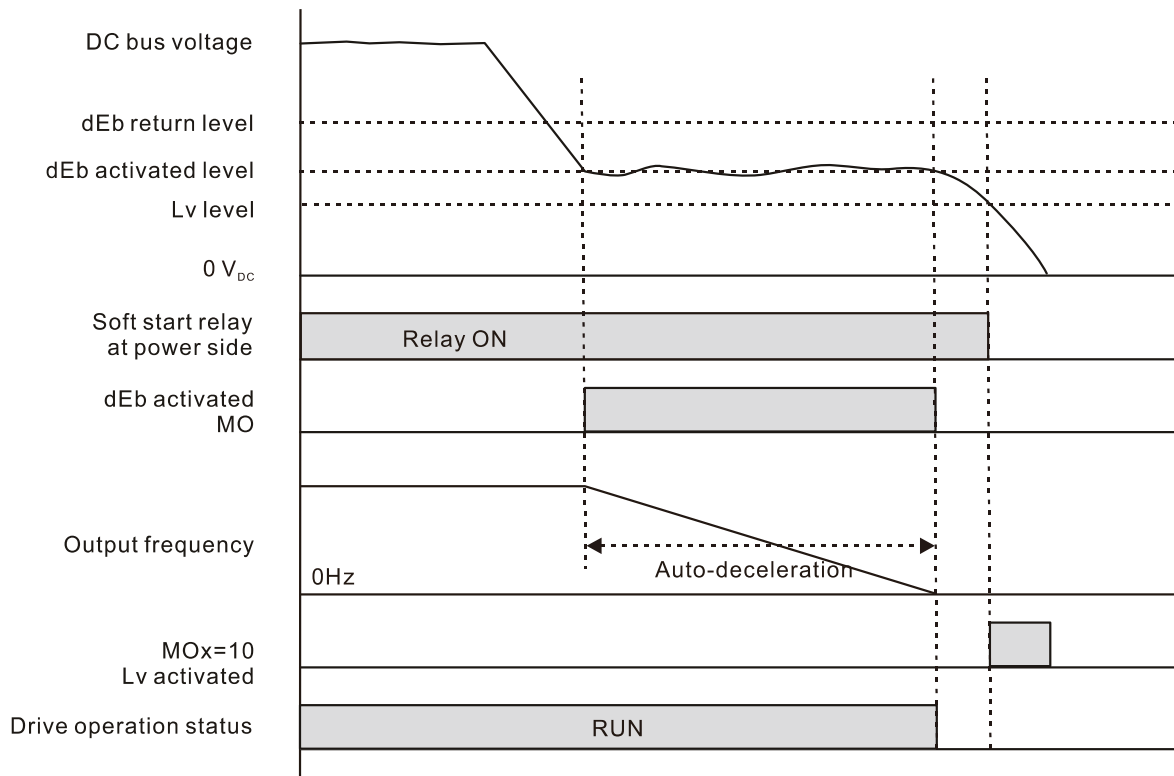 DC bus voltage
dEb return level
dEb activated level
Lv level
0 VDC
Soft start relay
at power side
Relay ON
dEb activated
MO
Output frequency
Auto-deceleration
0Hz
MOx=10
Lv activated
Drive operation status
RUN